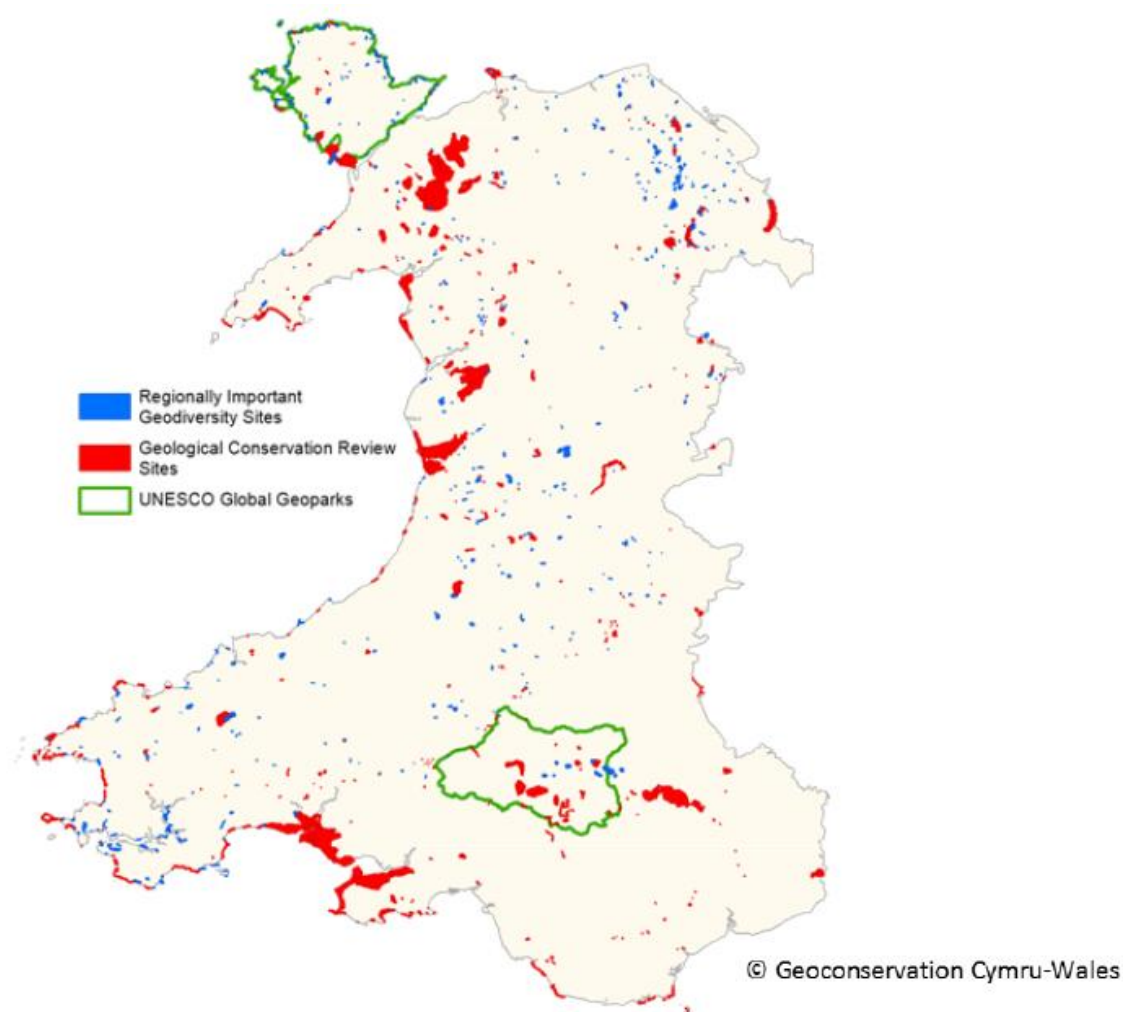 Regionally Important
Geodiversity Sites
Geological Conservation Review
Sites
UNESCO Global Geoparks
© Geoconservation Cymru-Wales